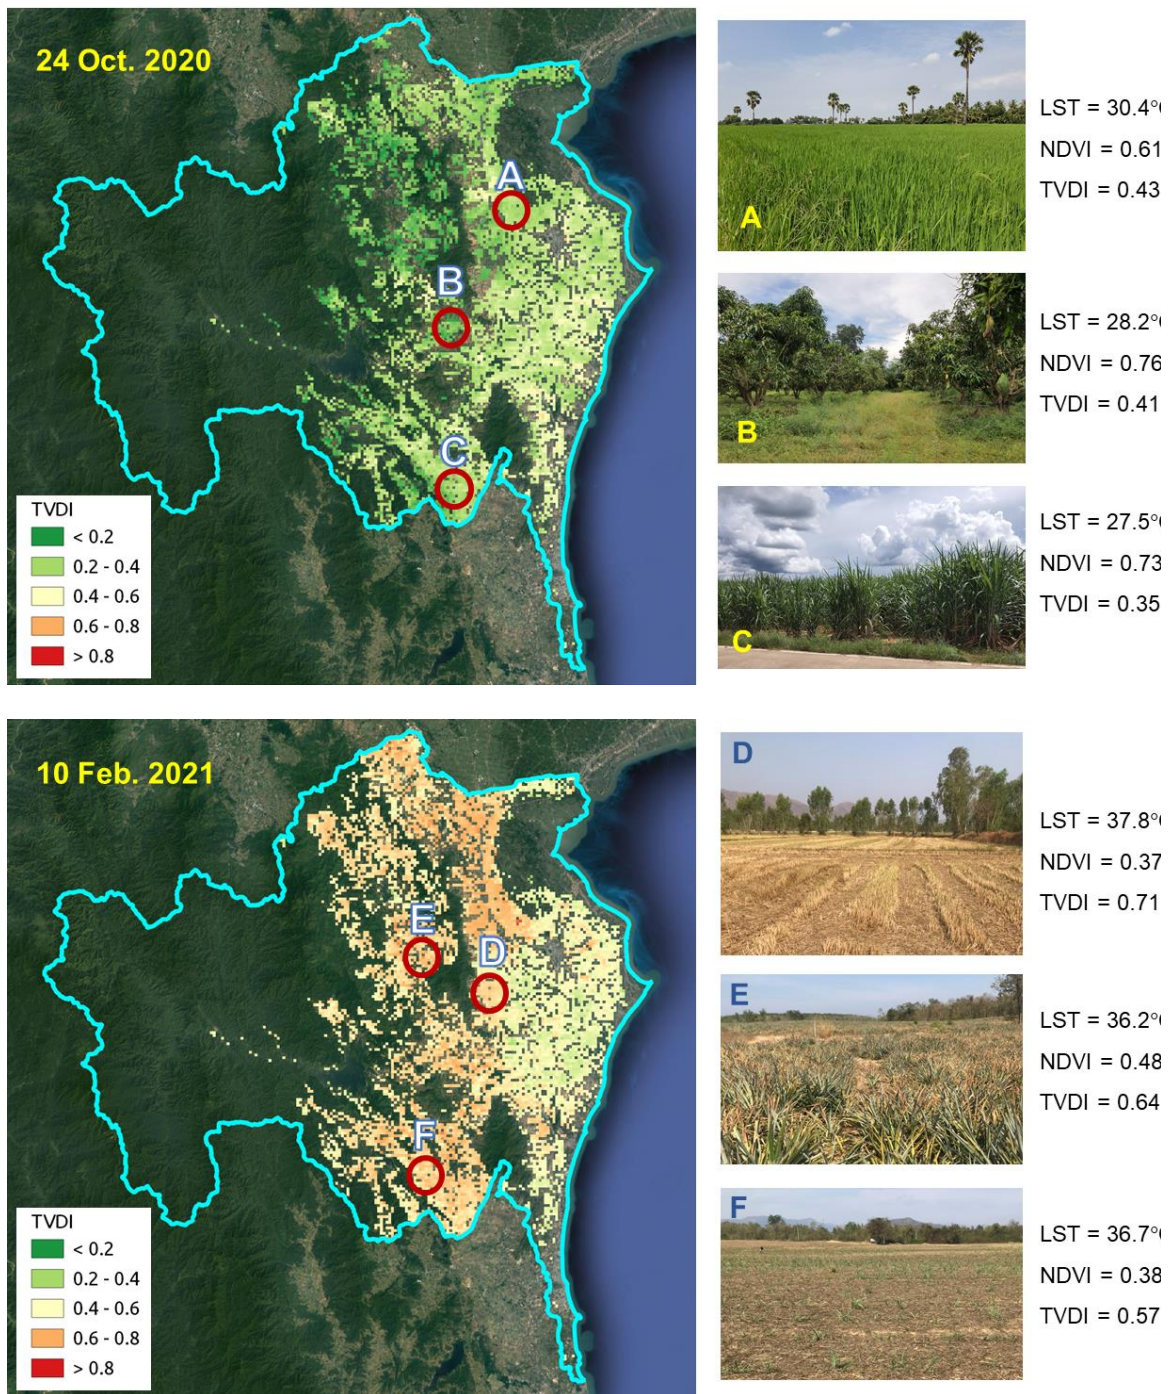 24 Oct. 2020
A
B
C
TVDI
< 0.2
0.2 - 0.4
0.4 - 0.6
0.6 - 0.8
> 0.8
A
LST = 30.4°C
NDVI = 0.61
TVDI = 0.43
B
LST = 28.2°C
NDVI = 0.76
TVDI = 0.41
C
LST = 27.5°C
NDVI = 0.73
TVDI = 0.35
10 Feb. 2021
E
D
F
TVDI
< 0.2
0.2 - 0.4
0.4 - 0.6
0.6 - 0.8
> 0.8
D
LST = 37.8°C
NDVI = 0.37
TVDI = 0.71
E
LST = 36.2°C
NDVI = 0.48
TVDI = 0.64
F
LST = 36.7°C
NDVI = 0.38
TVDI = 0.57